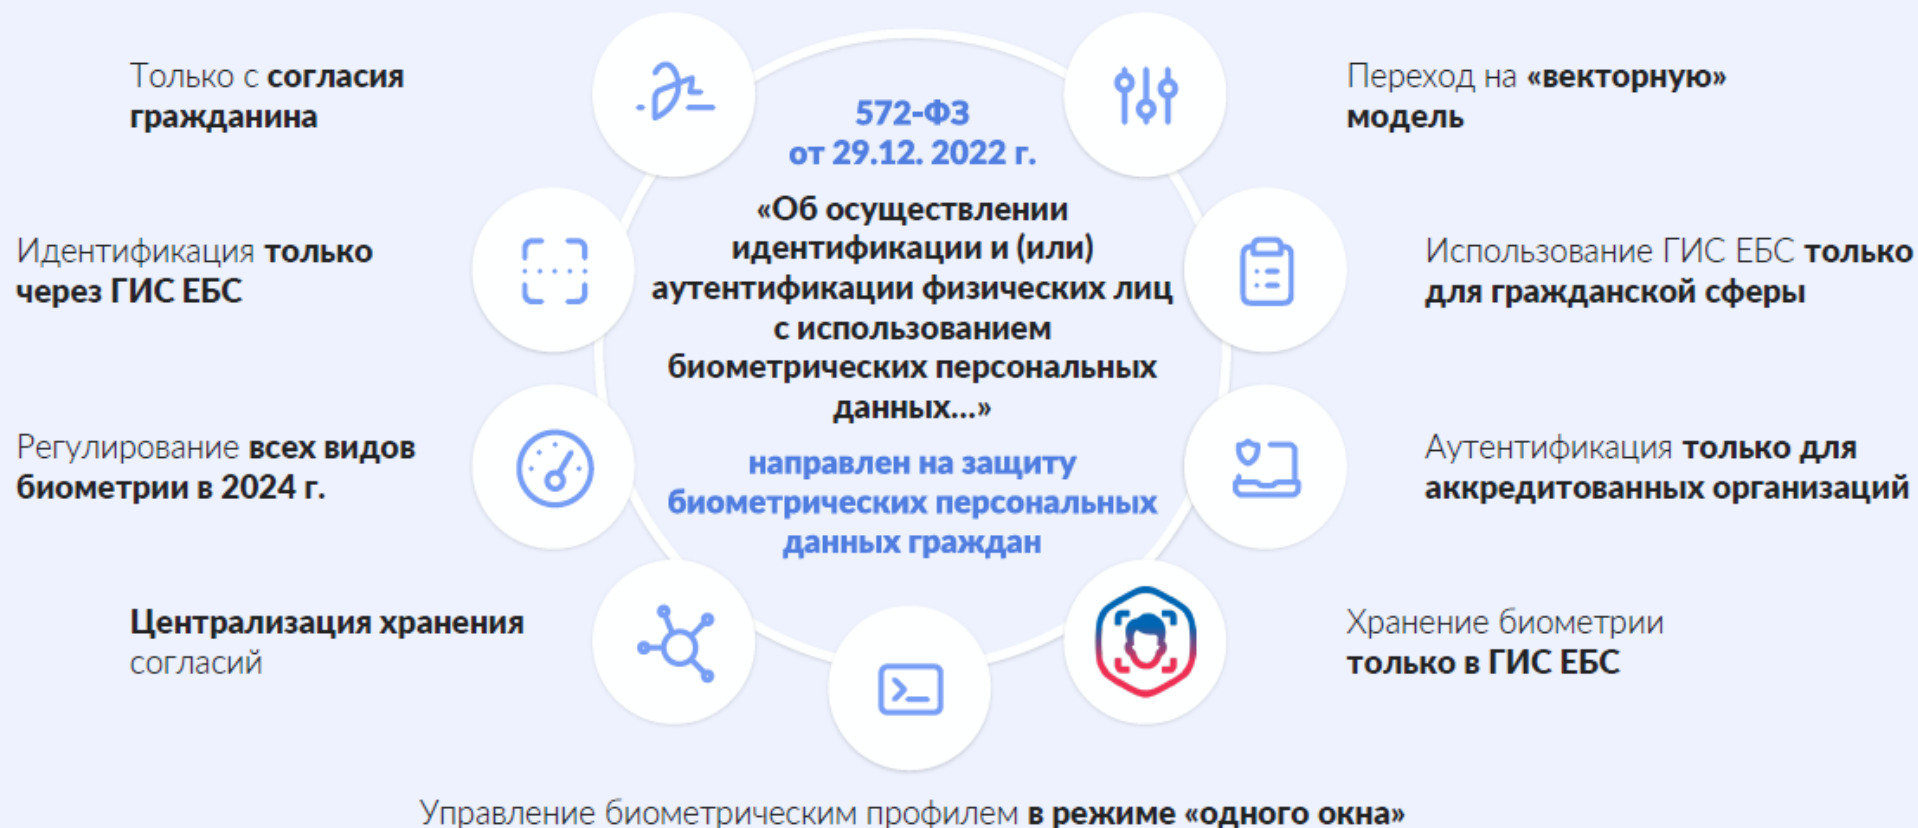 Только с согласия
гражданина
Идентификация только
через ГИС ЕБС
Регулирование всех видов
биометрии в 2024 г.
Централизация хранения
согласий
572-ФЗ
от 29.12. 2022 г.
«Об осуществлении
идентификации и (или)
аутентификации физических лиц
с использованием
биометрических персональных
данных...»
направлен на защиту
биометрических персональных
данных граждан
Переход на «векторную»
модель
Использование ГИС ЕБС только
для гражданской сферы
Аутентификация только для
аккредитованных организаций
Хранение биометрии
только в ГИС ЕБС
Управление биометрическим профилем в режиме «одного окна»